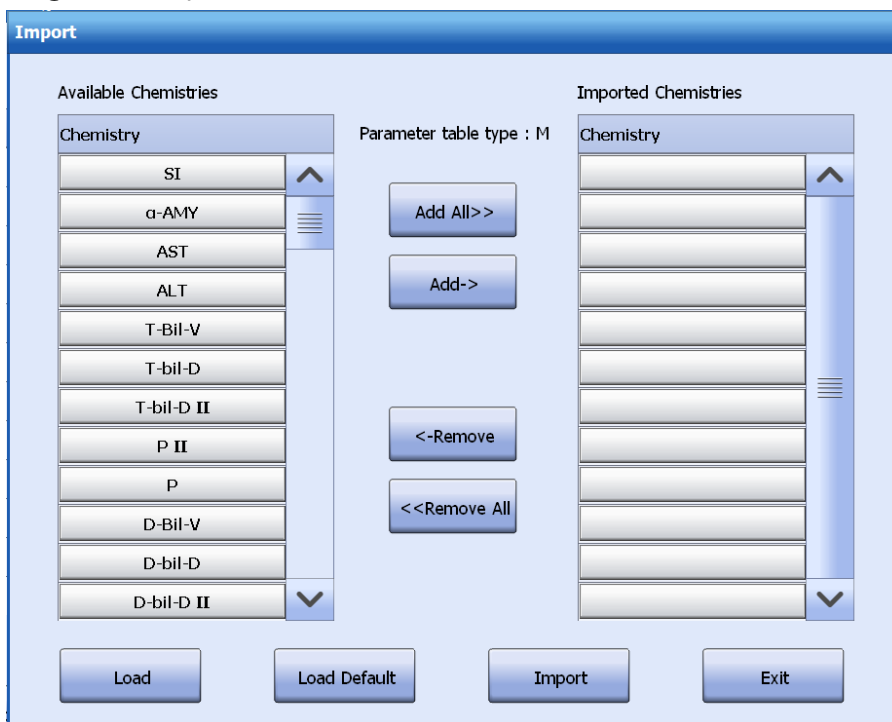 Import
Available Chemistries
Imported Chemistries
Chemistry
Parameter table type : M
Chemistry
SI
α-AMY
AST
ALT
T-Bil-V
T-bil-D
T-bil-D II
P II
P
D-Bil-V
D-bil-D
D-bil-D II
Add All>>
Add->
<-Remove
<<Remove All
Load
Load Default
Import
Exit